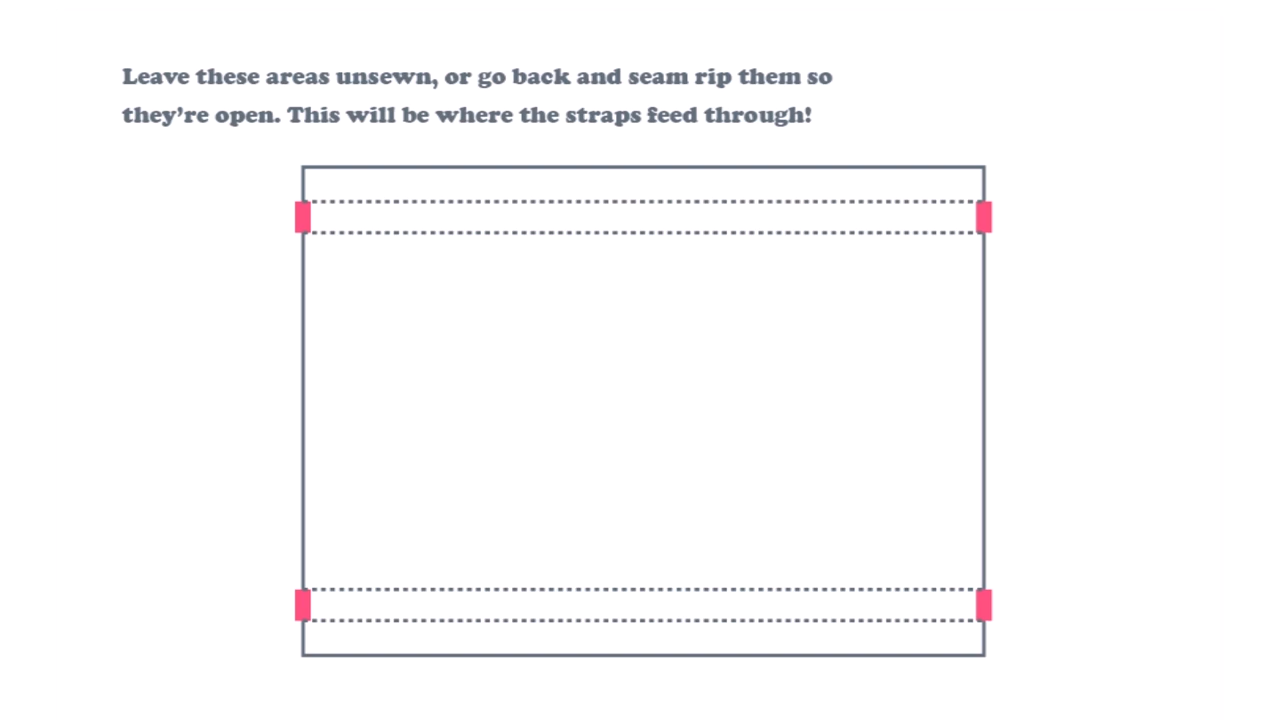 Leave these areas unsewn, or go back and seam rip them so
they’re open. This will be where the straps feed through!